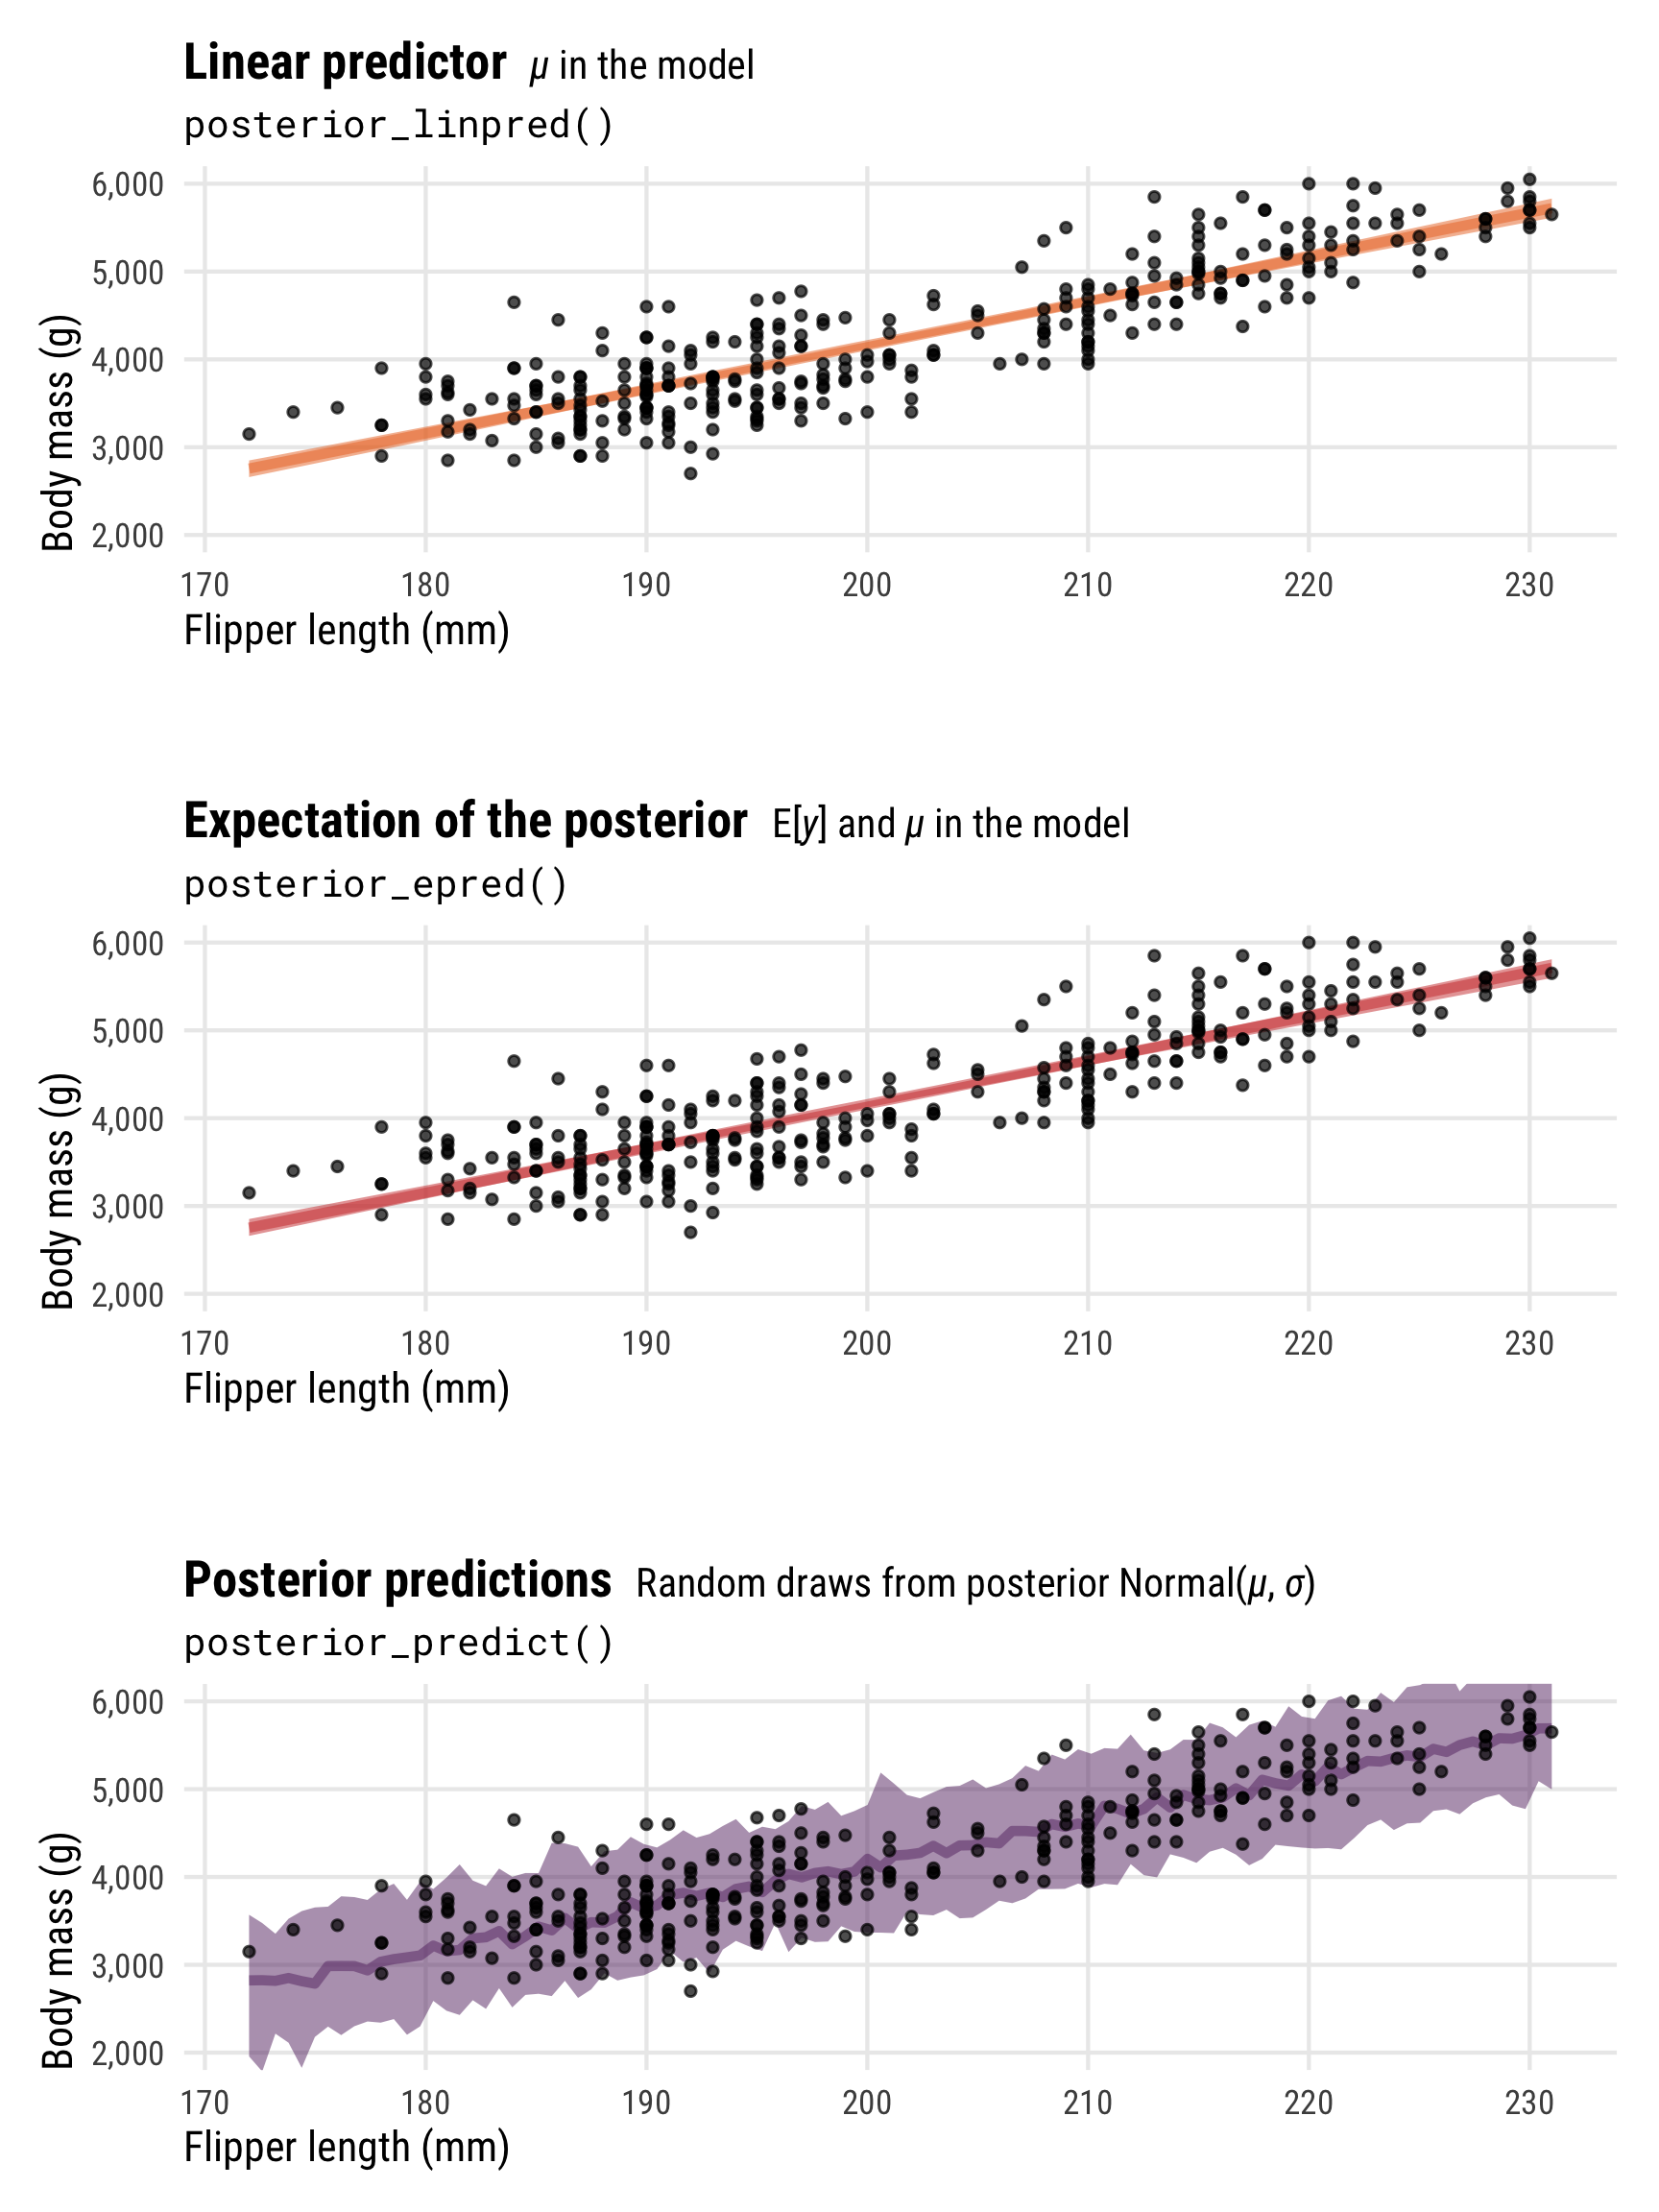 Linear predictor μ in the model
posterior_linpred()
6,000
5,000
4,000
3,000
2,000
Body mass (g)
170 180 190 200 210 220 230
Flipper length (mm)
Expectation of the posterior E[y] and μ in the model
posterior_epred()
6,000
5,000
4,000
3,000
2,000
Body mass (g)
170 180 190 200 210 220 230
Flipper length (mm)
Posterior predictions Random draws from posterior Normal(μ, σ)
posterior_predict()
6,000
5,000
4,000
3,000
2,000
Body mass (g)
170 180 190 200 210 220 230
Flipper length (mm)